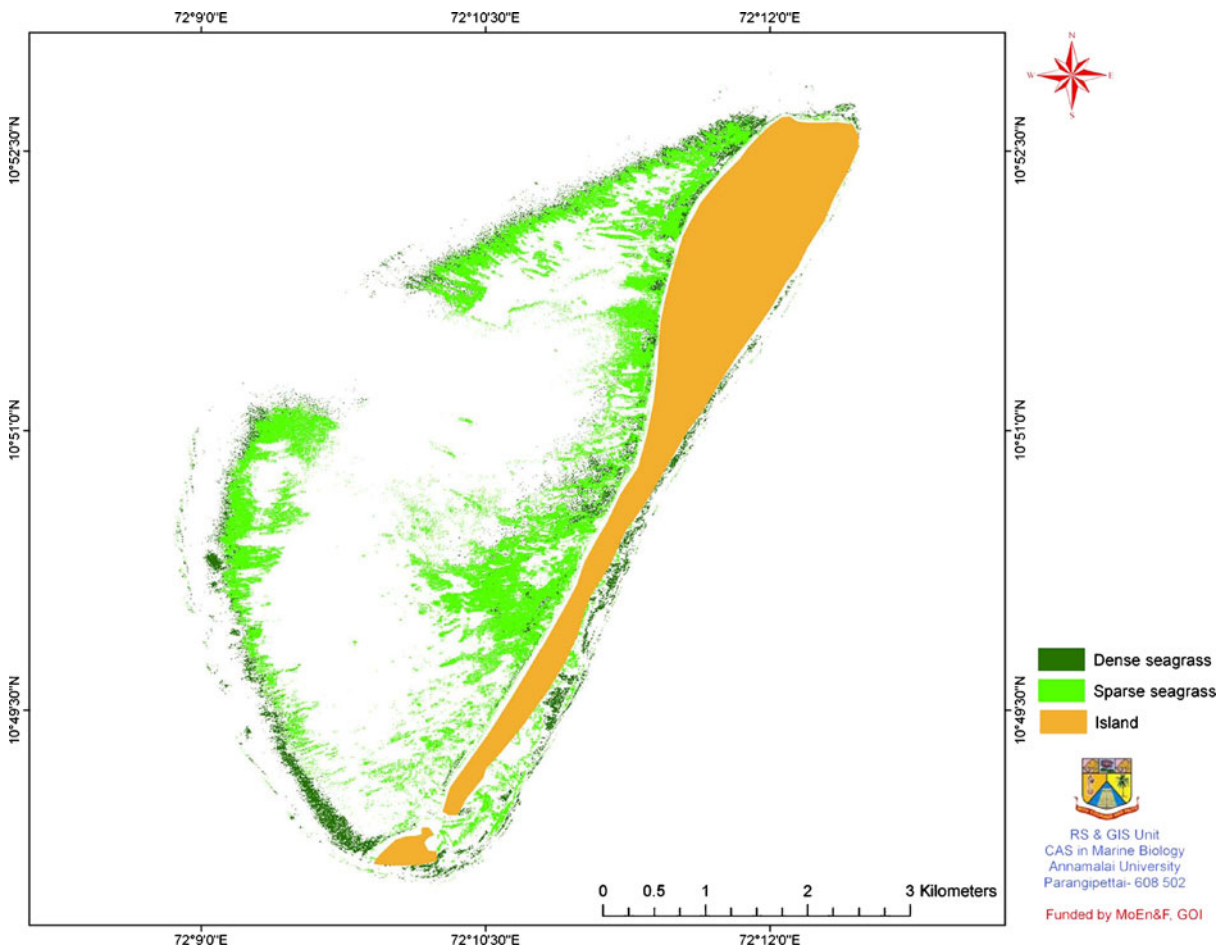 72°9'0"E 72°10'30"E 72°12'0"E
N
W E
S
10°52'30"N 10°52'30"N
10°51'0"N 10°51'0"N
10°49'30"N 10°49'30"N
Dense seagrass
Sparse seagrass
Island
RS & GIS Unit
CAS in Marine Biology
Annamalai University
Parangipettai- 608 502
Funded by MoEn&F, GOI
0 0.5 1 2 3 Kilometers
72°9'0"E 72°10'30"E 72°12'0"E